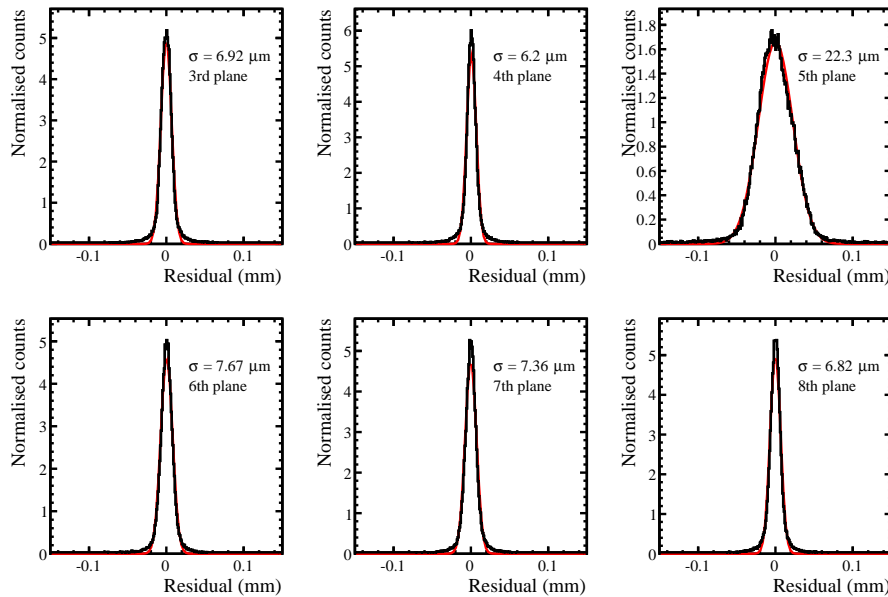 Normalised counts
5
4
3
2
1
0
σ = 6.92 μm
3rd plane
-0.1 0 0.1
Residual (mm)
Normalised counts
6
5
4
3
2
1
0
σ = 6.2 μm
4th plane
-0.1 0 0.1
Residual (mm)
Normalised counts
1.8
1.6
1.4
1.2
1
0.8
0.6
0.4
0.2
0
σ = 22.3 μm
5th plane
-0.1 0 0.1
Residual (mm)
Normalised counts
5
4
3
2
1
0
σ = 7.67 μm
6th plane
-0.1 0 0.1
Residual (mm)
Normalised counts
5
4
3
2
1
0
σ = 7.36 μm
7th plane
-0.1 0 0.1
Residual (mm)
Normalised counts
5
4
3
2
1
0
σ = 6.82 μm
8th plane
-0.1 0 0.1
Residual (mm)